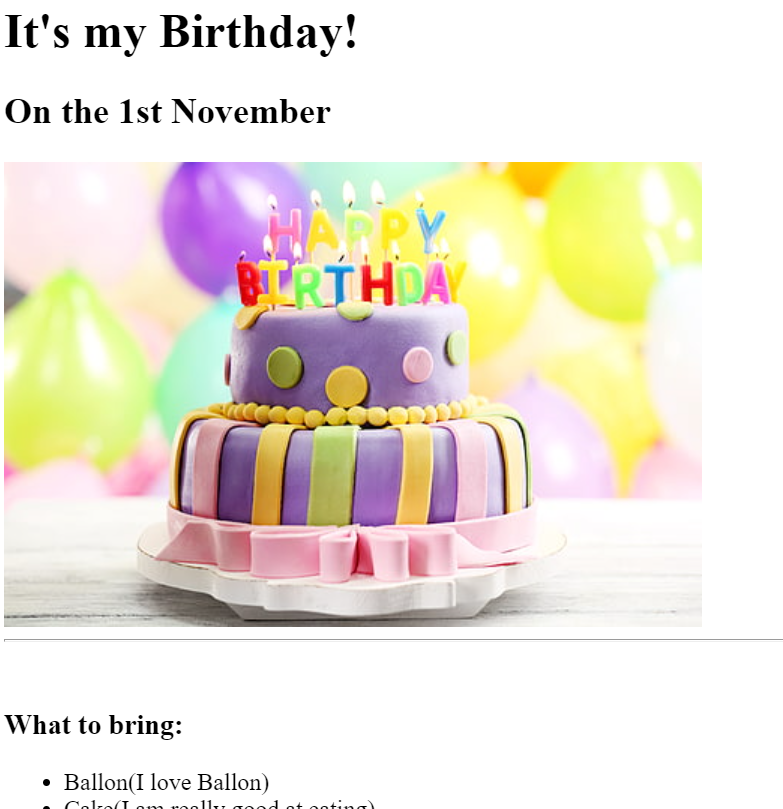 It's my Birthday!
On the 1st November
HAPPY
BIRTHDAY
What to bring:
Ballon(I love Ballon)
Cake(I am really good at eating)